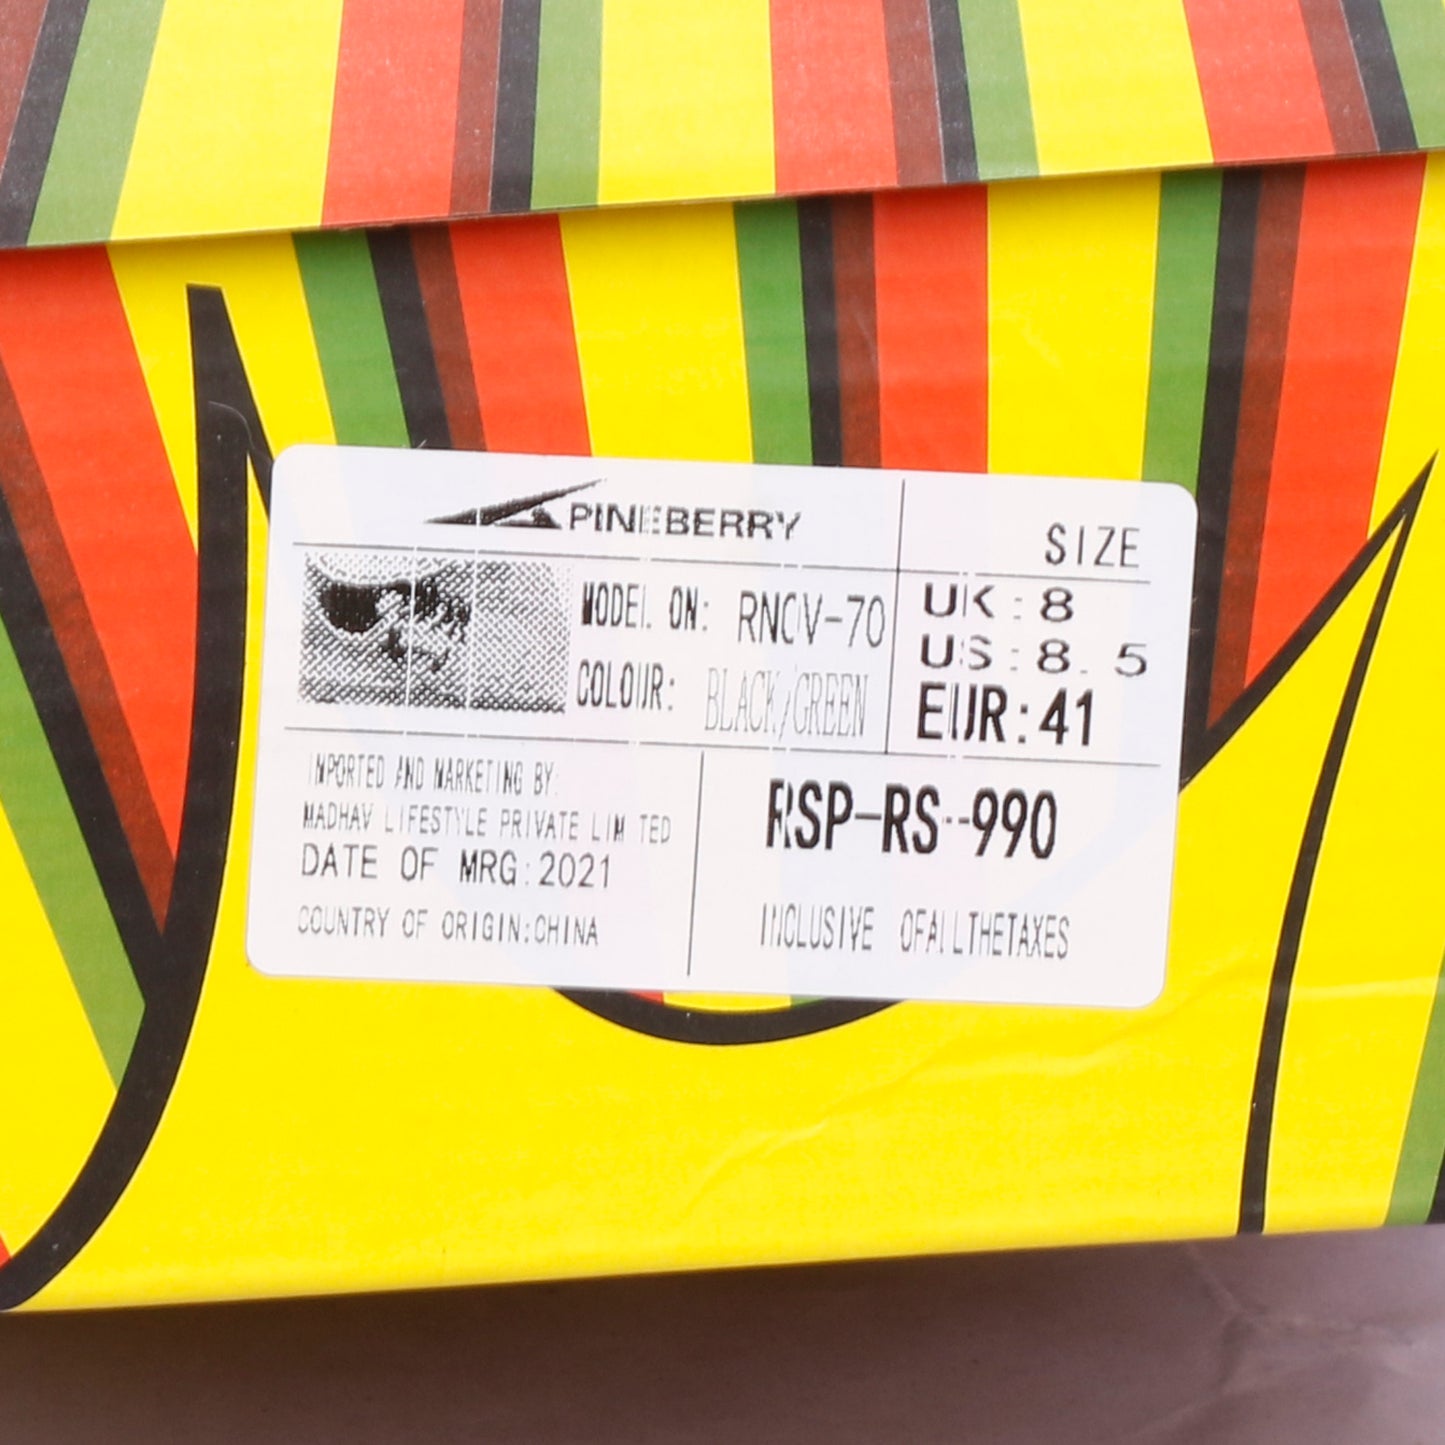 PINEBERRY
SIZE
MODEL ON: RNOV-70
COLOUR: BLACK/GREEN
UK:8
US:8.5
EUR:41
IMPORTED AND MARKETING BY:
MADHAV LIFESTYLE PRIVATE LIMITED
DATE OF MRG:2021
COUNTRY OF ORIGIN:CHINA
RSP-RS-990
INCLUSIVE OFALLTHETAXES